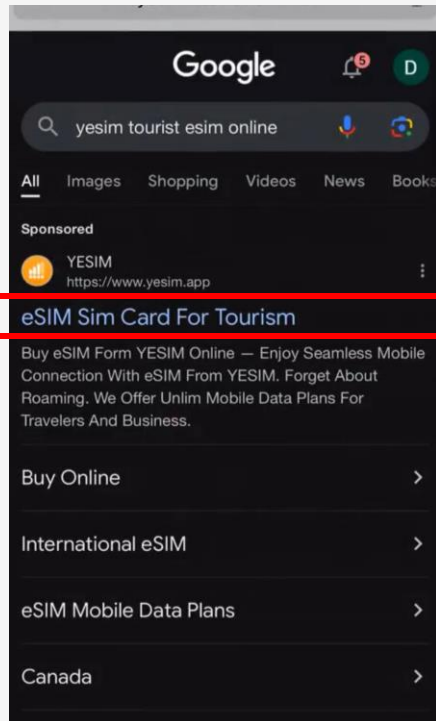 Google
5
D
yesim tourist esim online
All Images Shopping Videos News Books
Sponsored
YESIM
https://www.yesim.app
eSIM Sim Card For Tourism
Buy eSIM Form YESIM Online — Enjoy Seamless Mobile
Connection With eSIM From YESIM. Forget About
Roaming. We Offer Unlim Mobile Data Plans For
Travelers And Business.
Buy Online
International eSIM
eSIM Mobile Data Plans
Canada